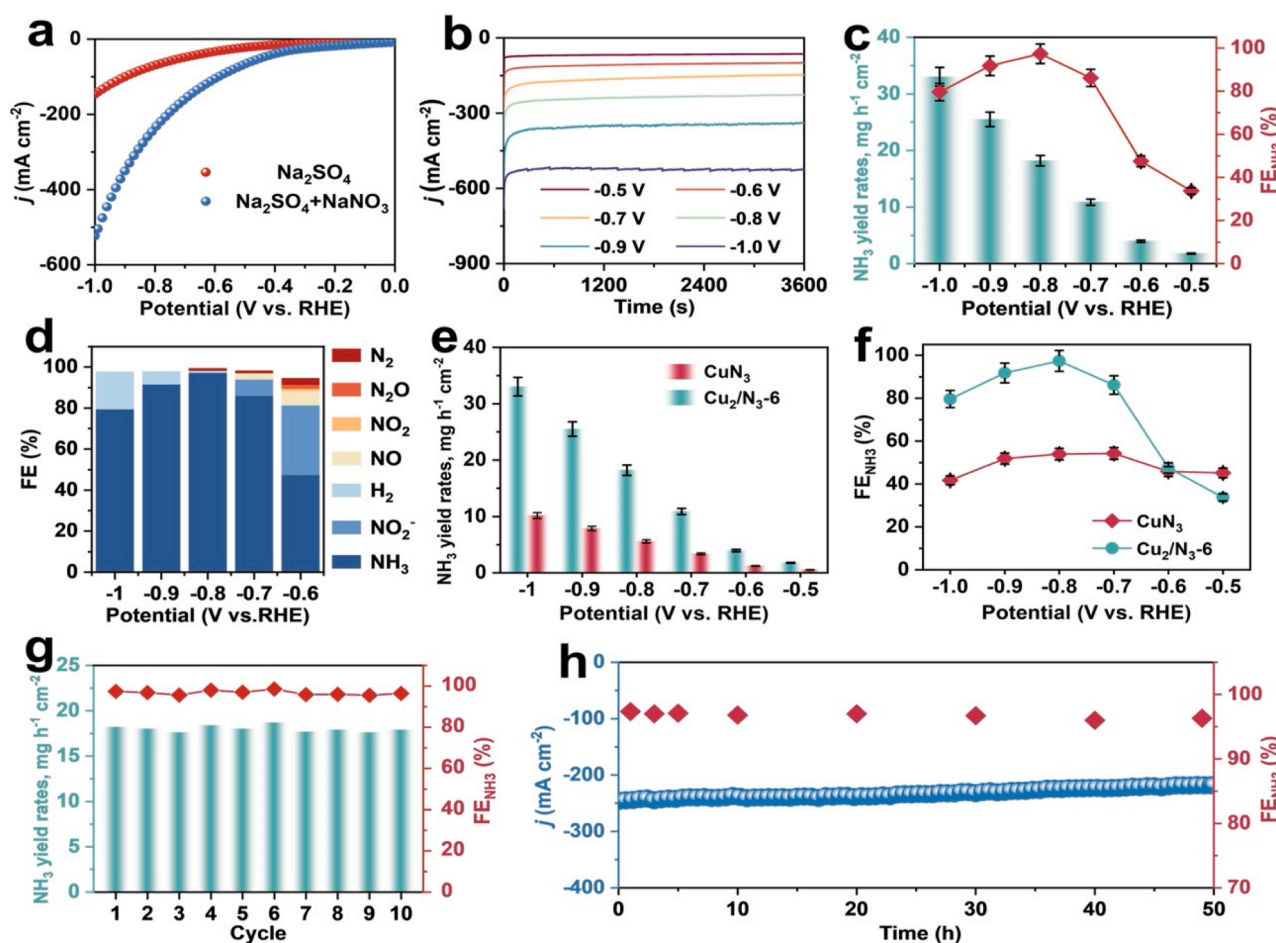 a
0
-200
-400
-600
j (mA cm⁻²)
Na₂SO₄
Na₂SO₄+NaNO₃
-1.0 -0.8 -0.6 -0.4 -0.2 0.0
Potential (V vs. RHE)
b
0
-300
-600
-900
j (mA cm⁻²)
-0.5 V -0.6 V
-0.7 V -0.8 V
-0.9 V -1.0 V
0 1200 2400 3600
Time (s)
c
40
30
20
10
0
NH₃ yield rates, mg h⁻¹ cm⁻²
100
80
60
40
20
0
FE_NH3 (%)
-1.0 -0.9 -0.8 -0.7 -0.6 -0.5
Potential (V vs. RHE)
d
100
80
60
40
20
0
FE (%)
N₂
N₂O
NO₂
NO
H₂
NO₂⁻
NH₃
-1 -0.9 -0.8 -0.7 -0.6
Potential (V vs.RHE)
e
40
30
20
10
0
NH₃ yield rates, mg h⁻¹ cm⁻²
CuN₃
Cu₂/N₃-6
-1 -0.9 -0.8 -0.7 -0.6 -0.5
Potential (V vs. RHE)
f
100
80
60
40
20
0
FE_NH3 (%)
CuN₃
Cu₂/N₃-6
-1.0 -0.9 -0.8 -0.7 -0.6 -0.5
Potential (V vs. RHE)
g
25
20
15
10
5
0
NH₃ yield rates, mg h⁻¹ cm⁻²
100
80
60
40
20
0
FE_NH3 (%)
1 2 3 4 5 6 7 8 9 10
Cycle
h
0
-100
-200
-300
-400
j (mA cm⁻²)
100
90
80
70
FE_NH3 (%)
0 10 20 30 40 50
Time (h)